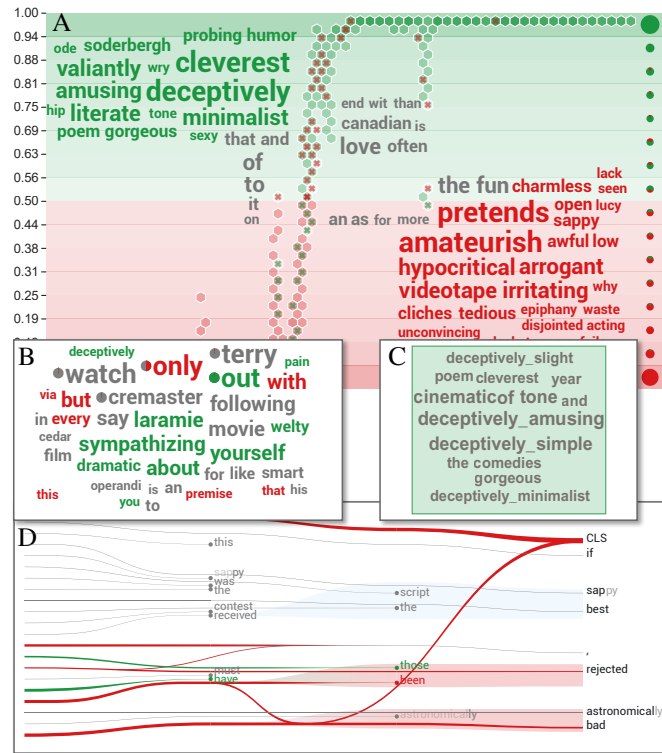 A
1.00
0.94
0.88
0.81
0.75
0.69
0.63
0.56
0.50
0.44
0.38
0.31
0.25
0.19
ode soderbergh probing humor
valiantly wry cleverest
amusing deceptively
hip literate tone minimalist
poem gorgeous sexy that and
of
to
it
on
end wit than
canadian is
love often
an as for more
the fun charmless lack seen
pretends open lucy
sappy
amateurish awful low
hypocritical arrogant
videotape irritating why
cliches tedious epiphany waste
unconvincing disjointed acting
B
deceptively terry pain
watch only out with
via but cremaster following
in every say laramie movie welty
cedar sympathizing yourself
film
dramatic about for like smart
operandi is an premise that his
this you to
C
deceptively_slight
poem cleverest year
cinematic of tone and
deceptively_amusing
deceptively_simple
the comedies
gorgeous
deceptively_minimalist
D
this
sappy
was
the
contest
received
must
have
script
the
those
been
astronomically
CLS
if
sappy
best
,
rejected
astronomically
bad